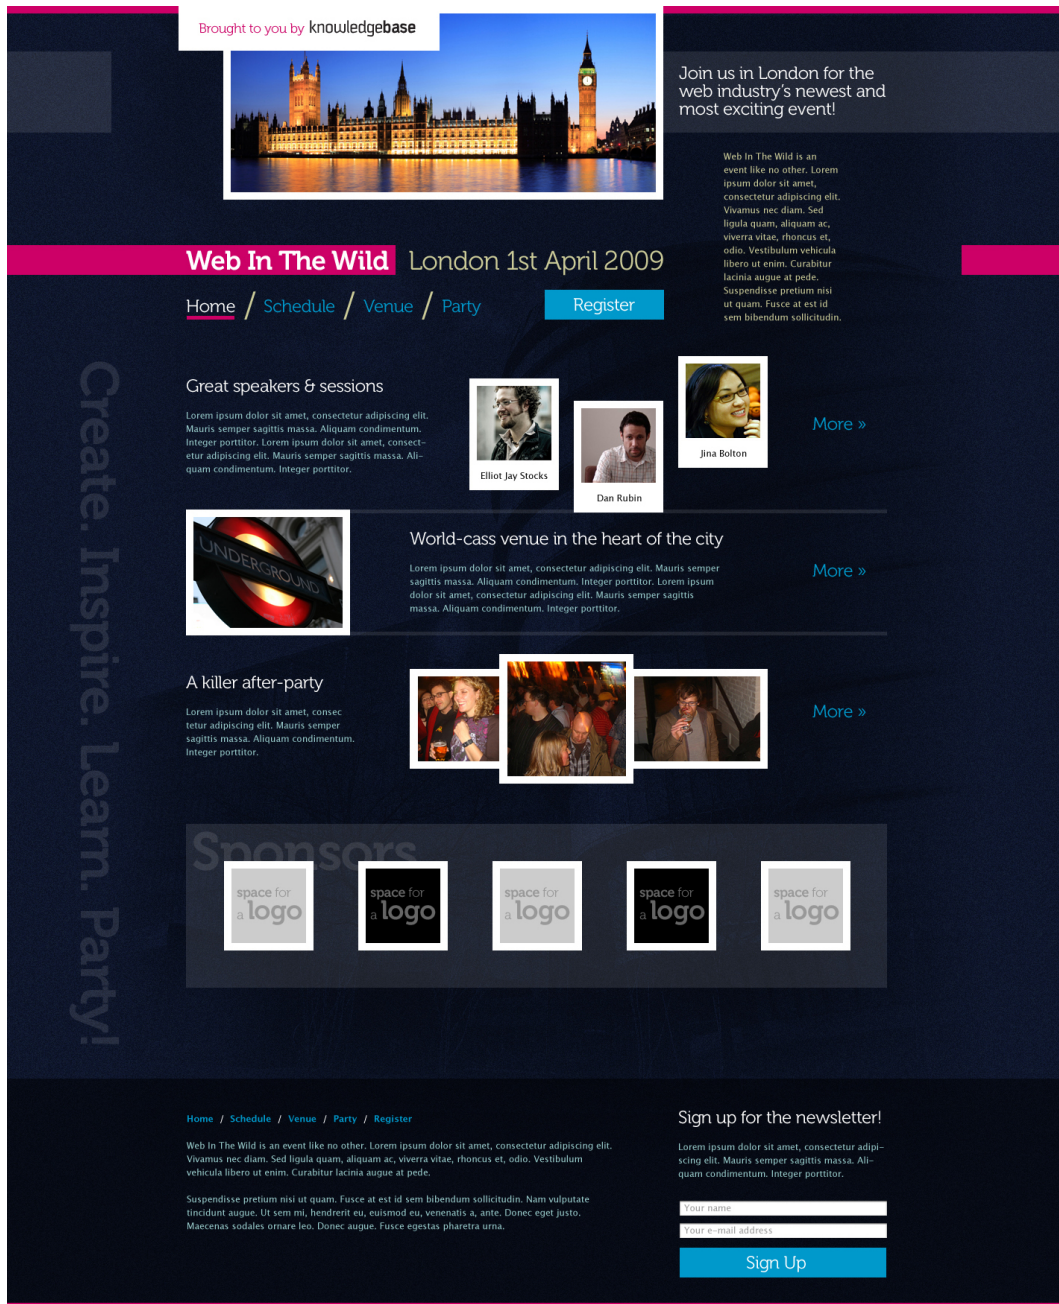 Brought to you by knowledgebase
Join us in London for the
web industry's newest and
most exciting event!
Web In The Wild is an
event like no other. Lorem
ipsum dolor sit amet,
consectetur adipiscing elit.
Vivamus nec diam. Sed
ligula quam, aliquam ac,
viverra vitae, rhoncus et,
odio. Vestibulum vehicula
libero ut enim. Curabitur
lacinia augue at pede.
Suspendisse pretium nisi
ut quam. Fusce at est id
sem bibendum sollicitudin.
Web In The Wild London 1st April 2009
Home / Schedule / Venue / Party
Register
Create. Inspire. Learn. Party!
Great speakers & sessions
Lorem ipsum dolor sit amet, consectetur adipiscing elit.
Mauris semper sagittis massa. Aliquam condimentum.
Integer porttitor. Lorem ipsum dolor sit amet, consect-
etur adipiscing elit. Mauris semper sagittis massa. Ali-
quam condimentum. Integer porttitor.
Elliot Jay Stocks
Dan Rubin
Jina Bolton
More »
UNDERGROUND
World-cass venue in the heart of the city
Lorem ipsum dolor sit amet, consectetur adipiscing elit. Mauris semper
sagittis massa. Aliquam condimentum. Integer porttitor. Lorem ipsum
dolor sit amet, consectetur adipiscing elit. Mauris semper sagittis
massa. Aliquam condimentum. Integer porttitor.
More »
A killer after-party
Lorem ipsum dolor sit amet, consec
tetur adipiscing elit. Mauris semper
sagittis massa. Aliquam condimentum.
Integer porttitor.
More »
Sponsors
space for
a logo
space for
a logo
space for
a logo
space for
a logo
space for
a logo
Home / Schedule / Venue / Party / Register
Web In The Wild is an event like no other. Lorem ipsum dolor sit amet, consectetur adipiscing elit.
Vivamus nec diam. Sed ligula quam, aliquam ac, viverra vitae, rhoncus et, odio. Vestibulum
vehicula libero ut enim. Curabitur lacinia augue at pede.
Suspendisse pretium nisi ut quam. Fusce at est id sem bibendum sollicitudin. Nam vulputate
tincidunt augue. Ut sem mi, hendrerit eu, euismod eu, venenatis a, ante. Donec eget justo.
Maecenas sodales ornare leo. Donec augue. Fusce egestas pharetra urna.
Sign up for the newsletter!
Lorem ipsum dolor sit amet, consectetur adipi-
scing elit. Mauris semper sagittis massa. Ali-
quam condimentum. Integer porttitor.
Your name
Your e-mail address
Sign Up